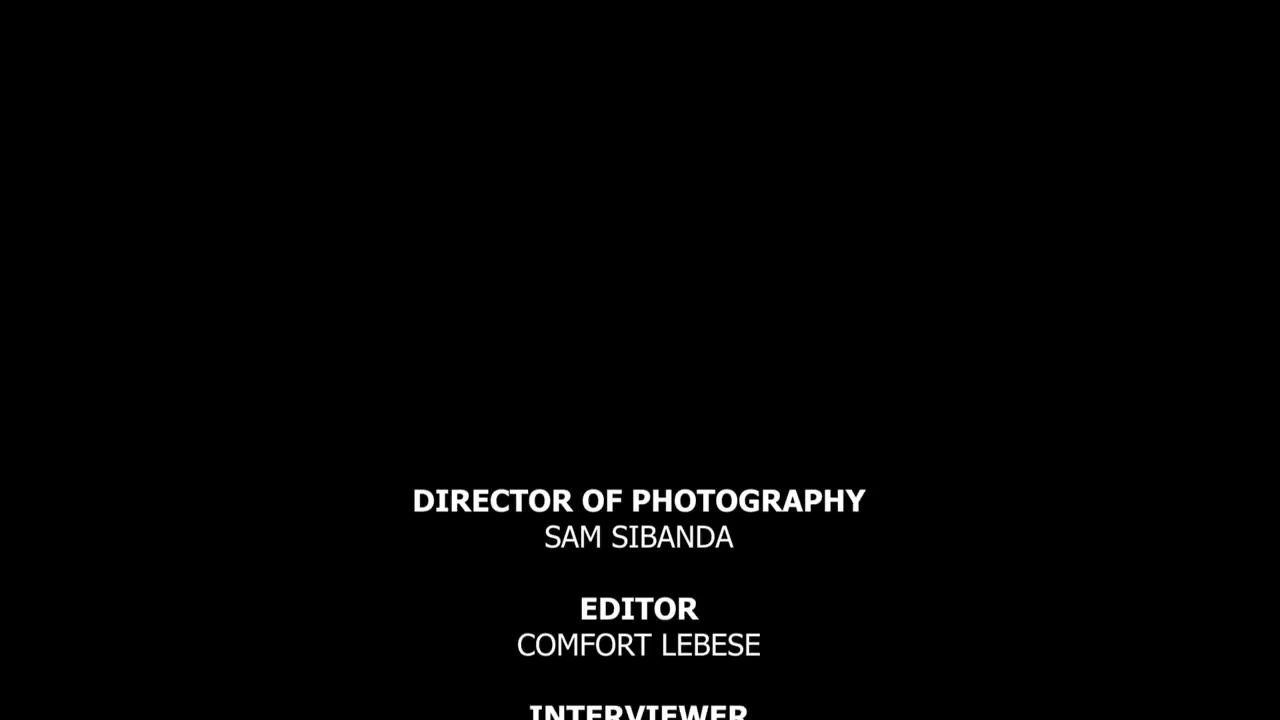 DIRECTOR OF PHOTOGRAPHY
SAM SIBANDA
EDITOR
COMFORT LEBESE
INTERVIEWER